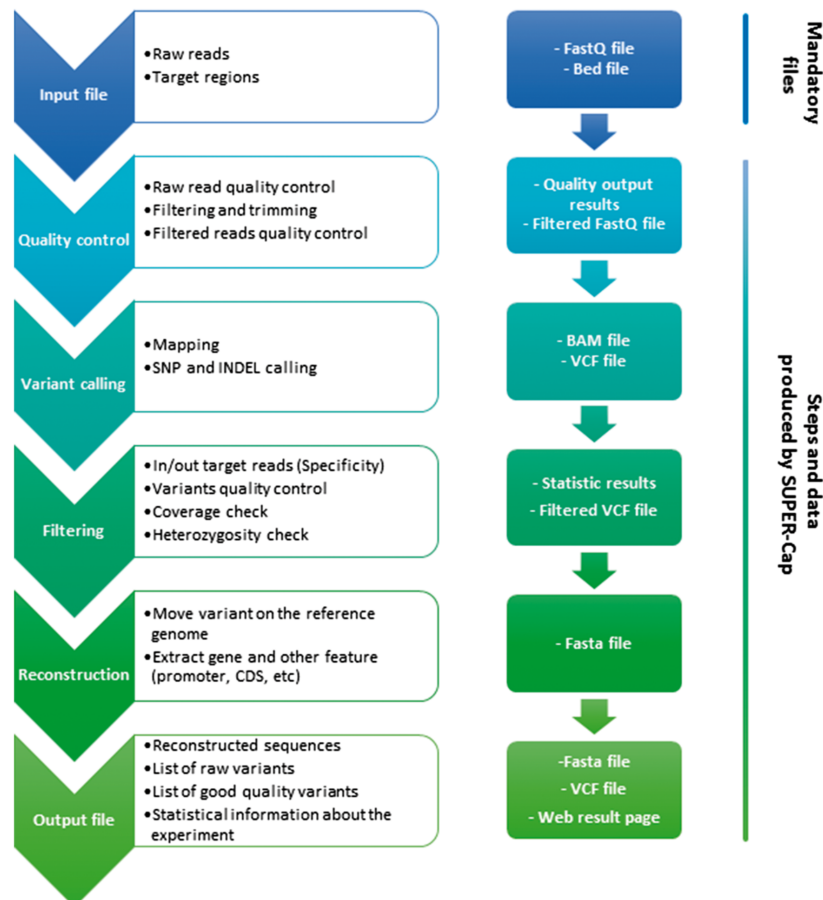 Input file
•Raw reads
•Target regions
- FastQ file
- Bed file
Mandatory
files
Quality control
•Raw read quality control
•Filtering and trimming
•Filtered reads quality control
- Quality output
results
- Filtered FastQ file
Variant calling
•Mapping
•SNP and INDEL calling
- BAM file
- VCF file
Filtering
•In/out target reads (Specificity)
•Variants quality control
•Coverage check
•Heterozygosity check
- Statistic results
- Filtered VCF file
Steps and data
produced by SUPER-Cap
Reconstruction
•Move variant on the reference
genome
•Extract gene and other feature
(promoter, CDS, etc)
- Fasta file
Output file
•Reconstructed sequences
•List of raw variants
•List of good quality variants
•Statistical information about the
experiment
-Fasta file
- VCF file
- Web result page